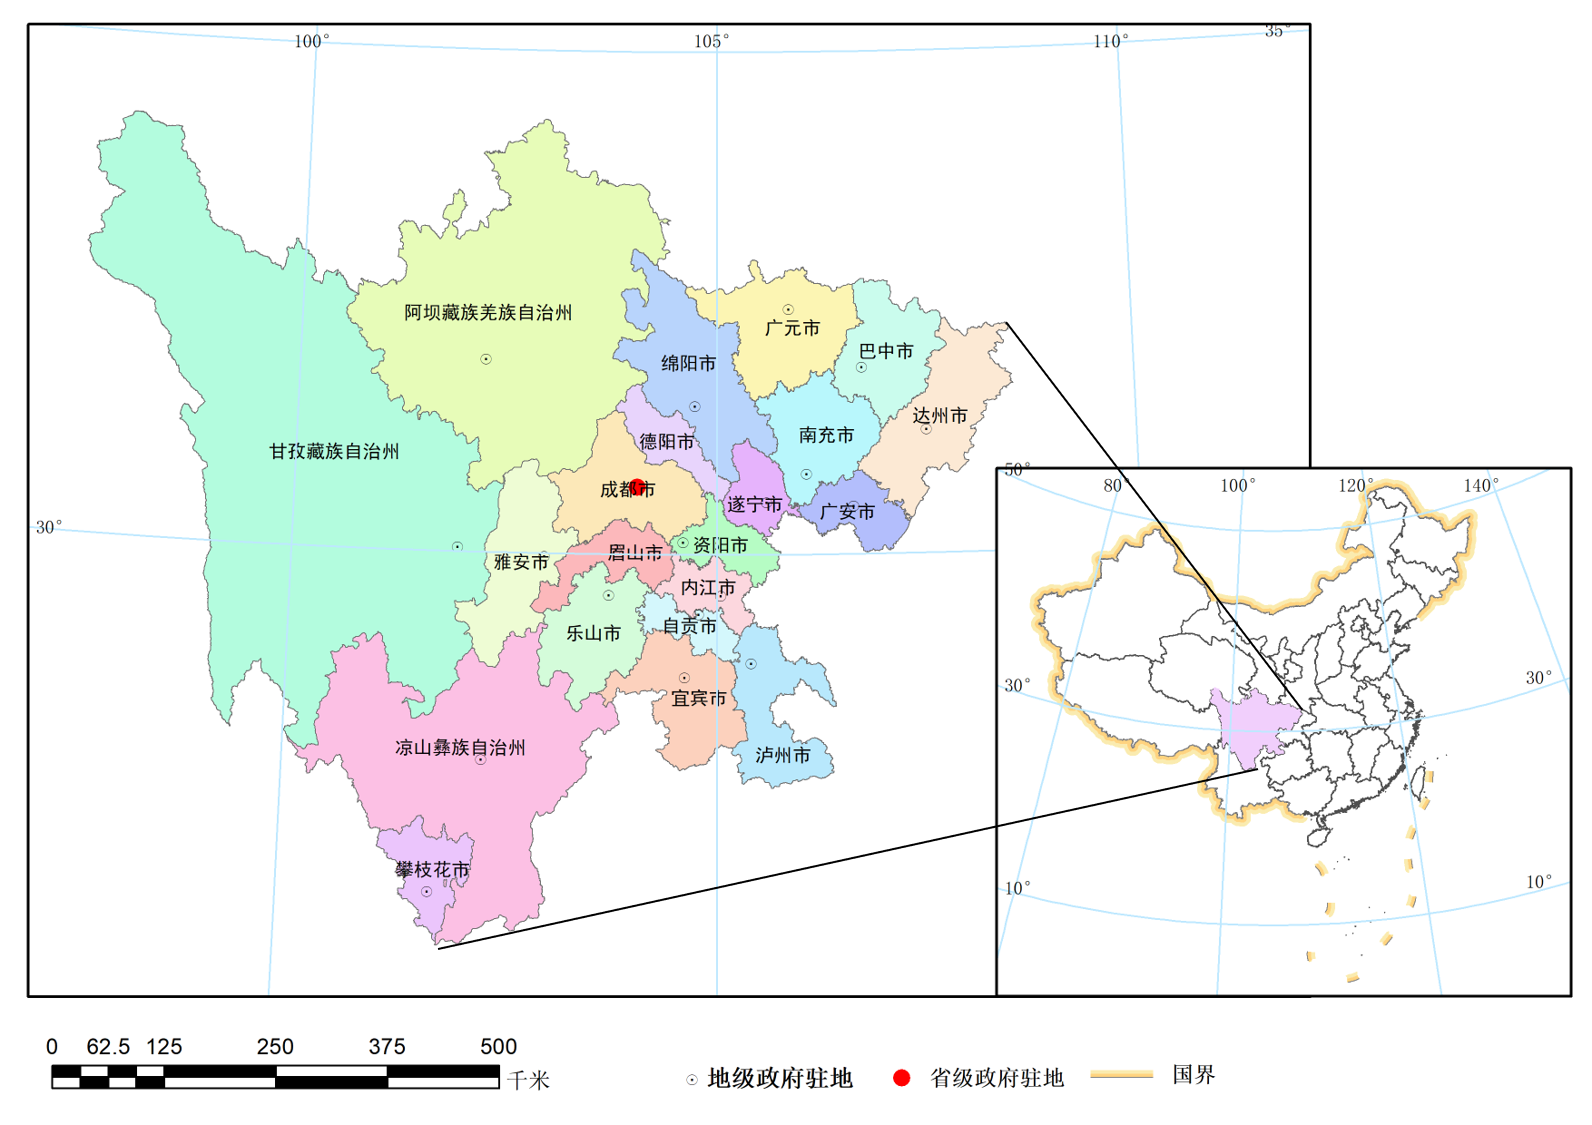 100°
105°
110°
35°
阿坝藏族羌族自治州
广元市
巴中市
绵阳市
达州市
南充市
德阳市
甘孜藏族自治州
成都市
遂宁市
广安市
30°
资阳市
眉山市
雅安市
内江市
自贡市
乐山市
宜宾市
凉山彝族自治州
泸州市
攀枝花市
50°
80°
100°
120°
140°
30°
30°
10°
10°
0 62.5 125 250 375 500
千米
地级政府驻地
省级政府驻地
国界